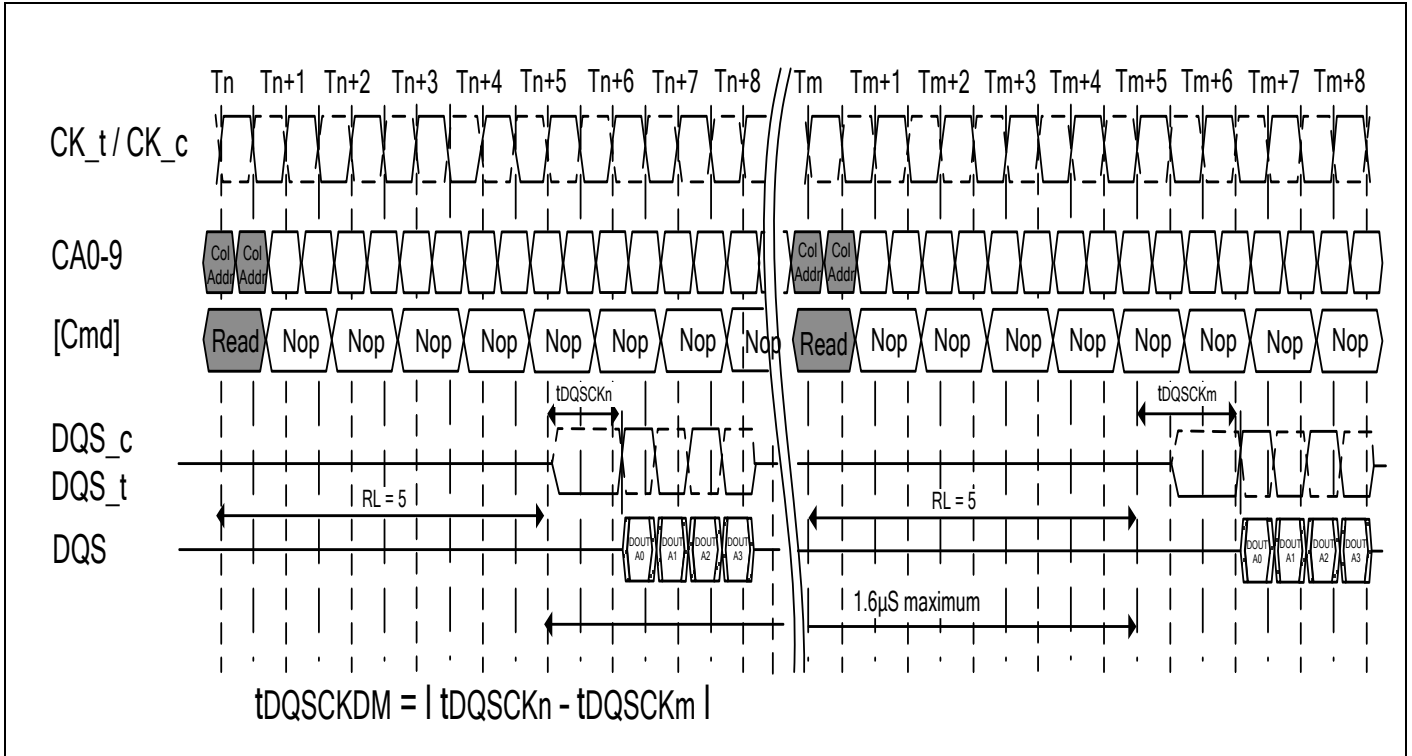 Tn Tn+1 Tn+2 Tn+3 Tn+4 Tn+5 Tn+6 Tn+7 Tn+8 Tm Tm+1 Tm+2 Tm+3 Tm+4 Tm+5 Tm+6 Tm+7 Tm+8
CK_t / CK_c
CA0-9
Col Addr Col Addr Col Addr Col Addr
[Cmd]
Read Nop Nop Nop Nop Nop Nop Nop Nop Read Nop Nop Nop Nop Nop Nop Nop Nop
tDQSCKn tDQSCKm
DQS_c
DQS_t
RL = 5 RL = 5
DQS
DOUT A0 DOUT A1 DOUT A2 DOUT A3 DOUT A0 DOUT A1 DOUT A2 DOUT A3
1.6µS maximum
tDQSCKDM = | tDQSCKn - tDQSCKm |